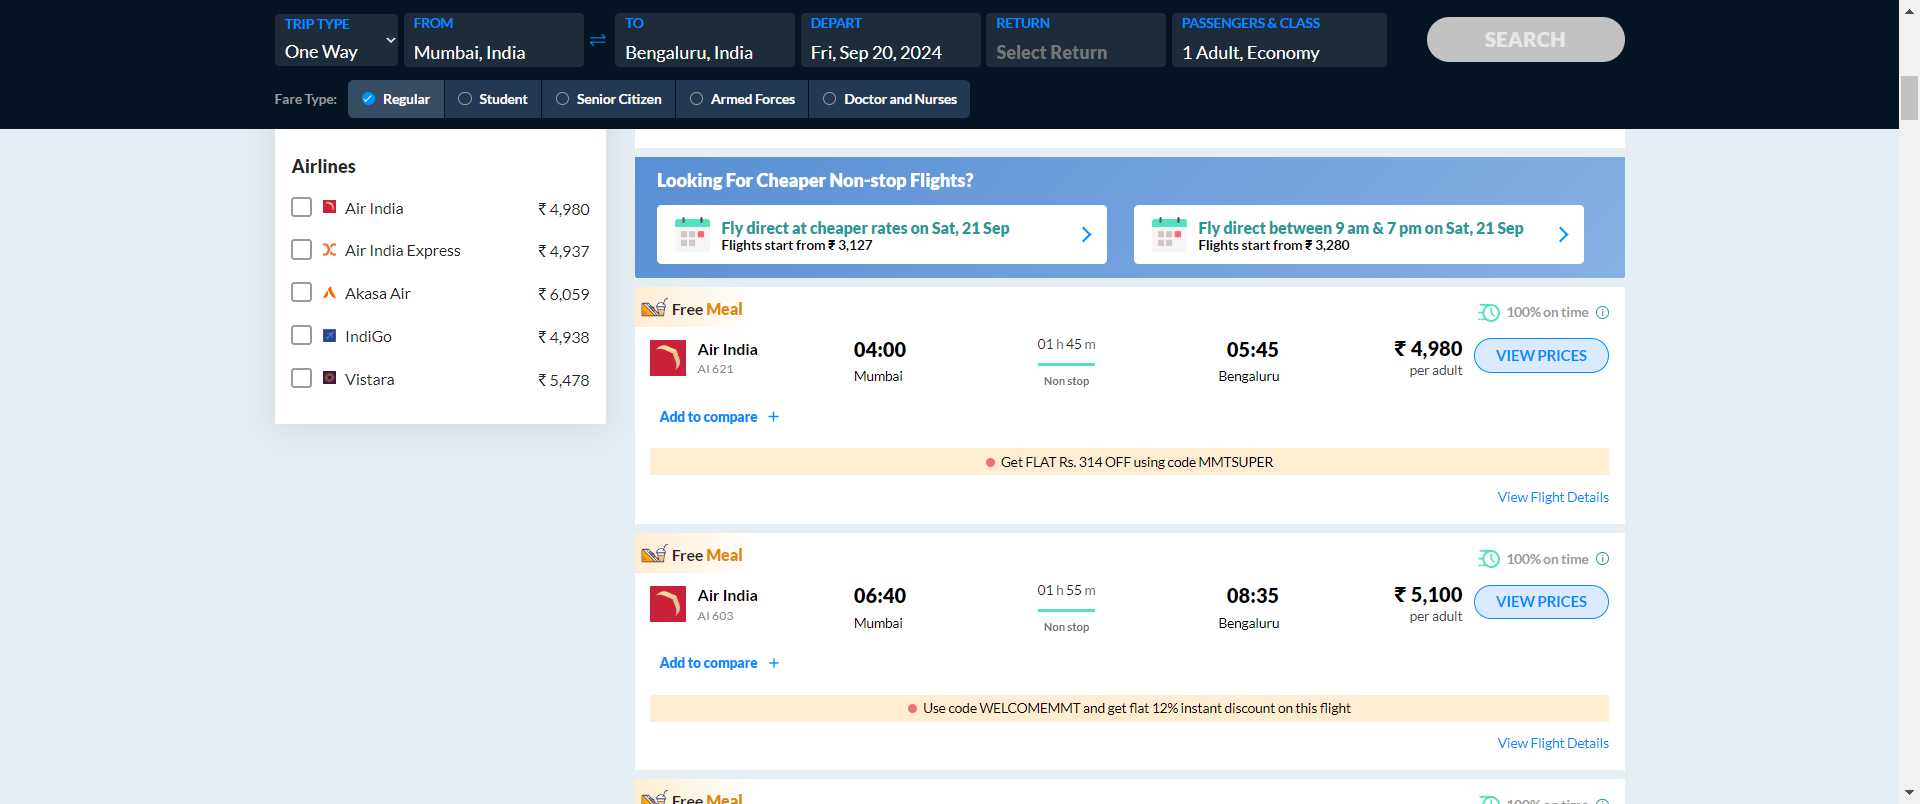 TRIP TYPE
One Way
FROM
Mumbai, India
TO
Bengaluru, India
DEPART
Fri, Sep 20, 2024
RETURN
Select Return
PASSENGERS & CLASS
1 Adult, Economy
SEARCH
Fare Type:
Regular
Student
Senior Citizen
Armed Forces
Doctor and Nurses
Airlines
Air India ₹ 4,980
Air India Express ₹ 4,937
Akasa Air ₹ 6,059
IndiGo ₹ 4,938
Vistara ₹ 5,478
Looking For Cheaper Non-stop Flights?
Fly direct at cheaper rates on Sat, 21 Sep
Flights start from ₹ 3,127
Fly direct between 9 am & 7 pm on Sat, 21 Sep
Flights start from ₹ 3,280
Free Meal
100% on time
Air India
AI 621
04:00
Mumbai
01 h 45 m
Non stop
05:45
Bengaluru
₹ 4,980
per adult
VIEW PRICES
Add to compare +
Get FLAT Rs. 314 OFF using code MMTSUPER
View Flight Details
Free Meal
100% on time
Air India
AI 603
06:40
Mumbai
01 h 55 m
Non stop
08:35
Bengaluru
₹ 5,100
per adult
VIEW PRICES
Add to compare +
Use code WELCOMEMMT and get flat 12% instant discount on this flight
View Flight Details
Free Meal
100% on time